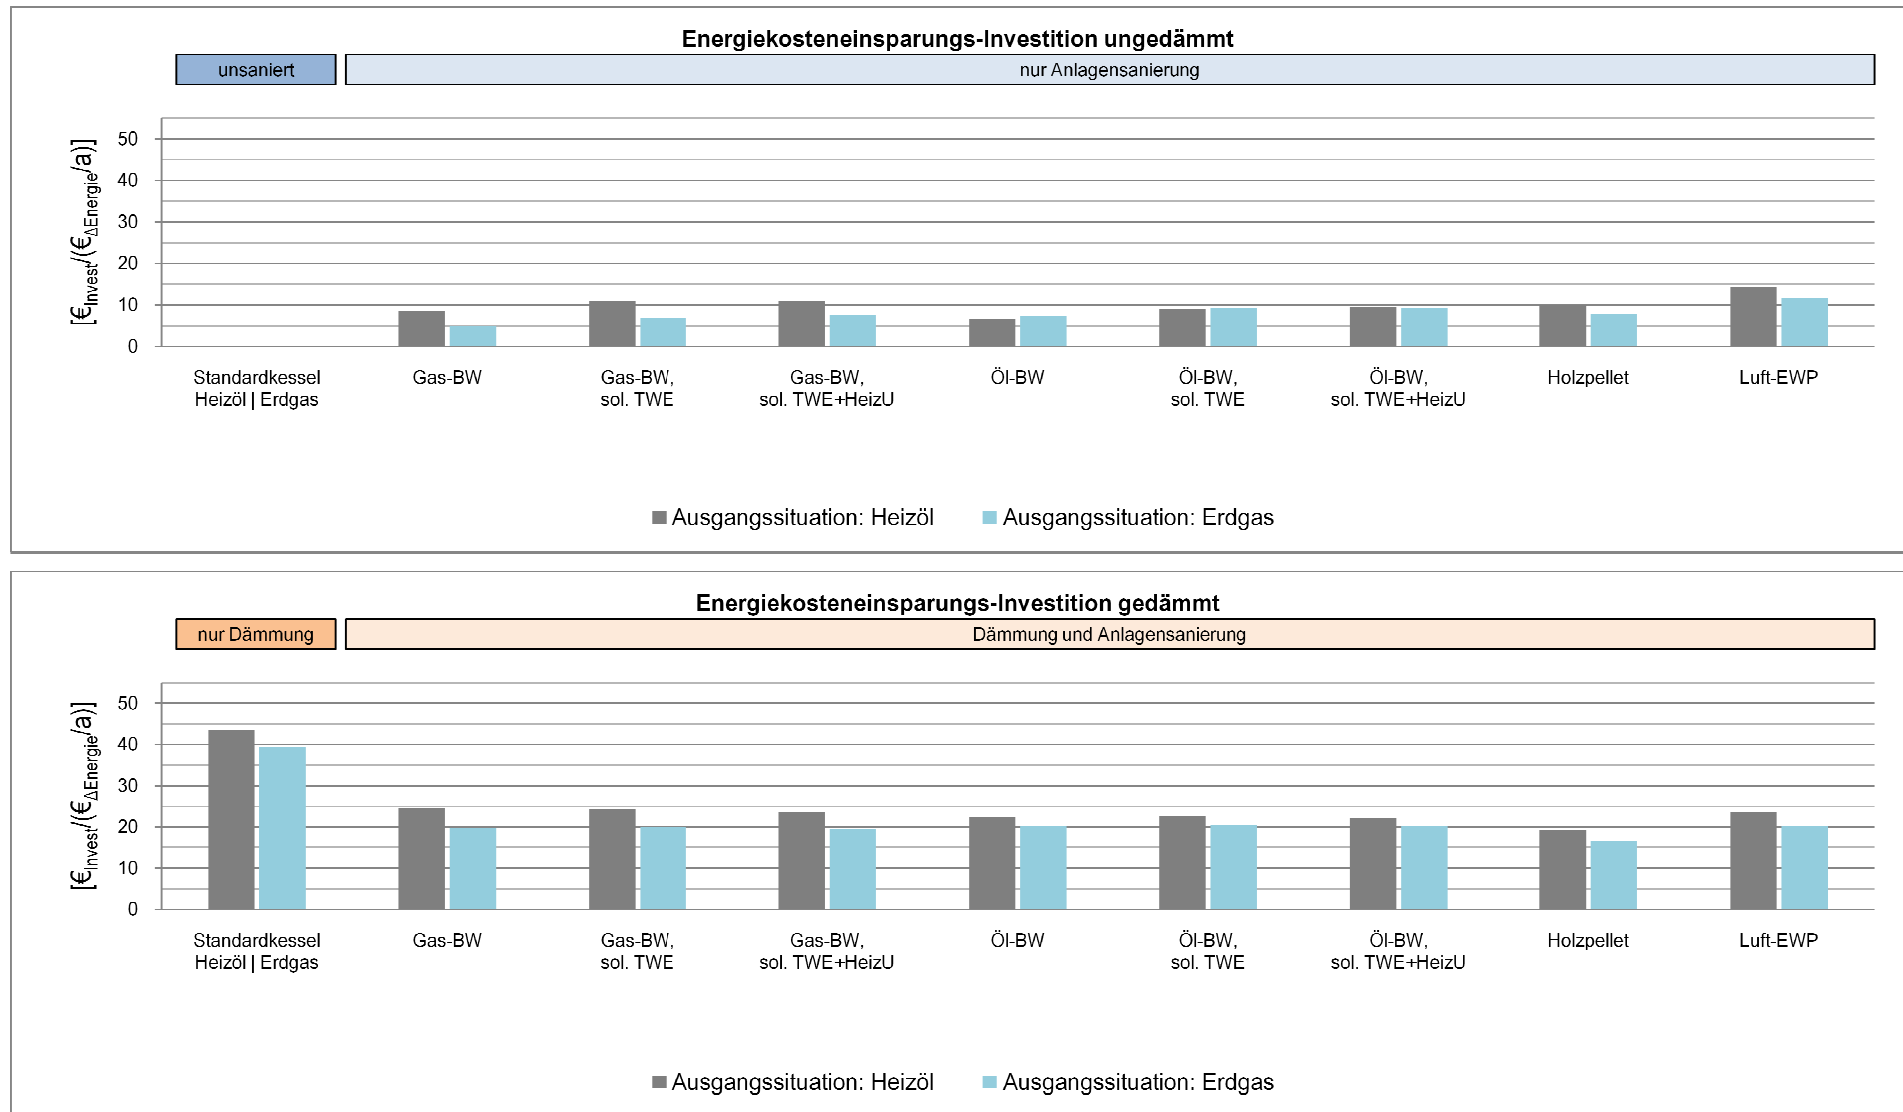 Energiekosteneinsparungs-Investition ungedämmt
unsaniert
nur Anlagensanierung
[€Invest/(€ΔEnergie/a)]
50
40
30
20
10
0
Standardkessel
Heizöl | Erdgas
Gas-BW
Gas-BW,
sol. TWE
Gas-BW,
sol. TWE+HeizU
Öl-BW
Öl-BW,
sol. TWE
Öl-BW,
sol. TWE+HeizU
Holzpellet
Luft-EWP
Ausgangssituation: Heizöl
Ausgangssituation: Erdgas
Energiekosteneinsparungs-Investition gedämmt
nur Dämmung
Dämmung und Anlagensanierung
[€Invest/(€ΔEnergie/a)]
50
40
30
20
10
0
Standardkessel
Heizöl | Erdgas
Gas-BW
Gas-BW,
sol. TWE
Gas-BW,
sol. TWE+HeizU
Öl-BW
Öl-BW,
sol. TWE
Öl-BW,
sol. TWE+HeizU
Holzpellet
Luft-EWP
Ausgangssituation: Heizöl
Ausgangssituation: Erdgas